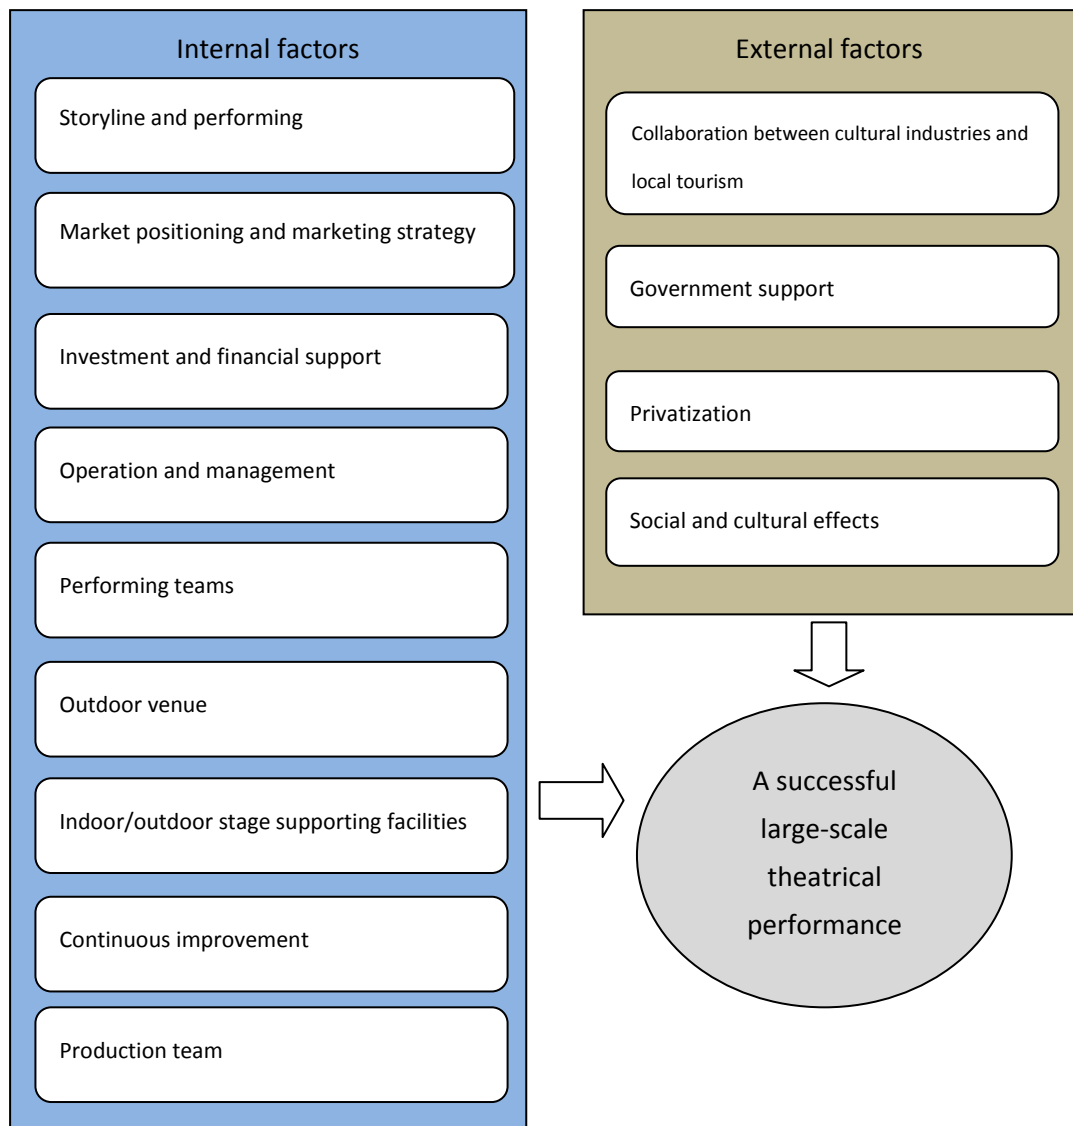 Internal factors
Storyline and performing
Market positioning and marketing strategy
Investment and financial support
Operation and management
Performing teams
Outdoor venue
Indoor/outdoor stage supporting facilities
Continuous improvement
Production team
External factors
Collaboration between cultural industries and
local tourism
Government support
Privatization
Social and cultural effects
A successful
large-scale
theatrical
performance